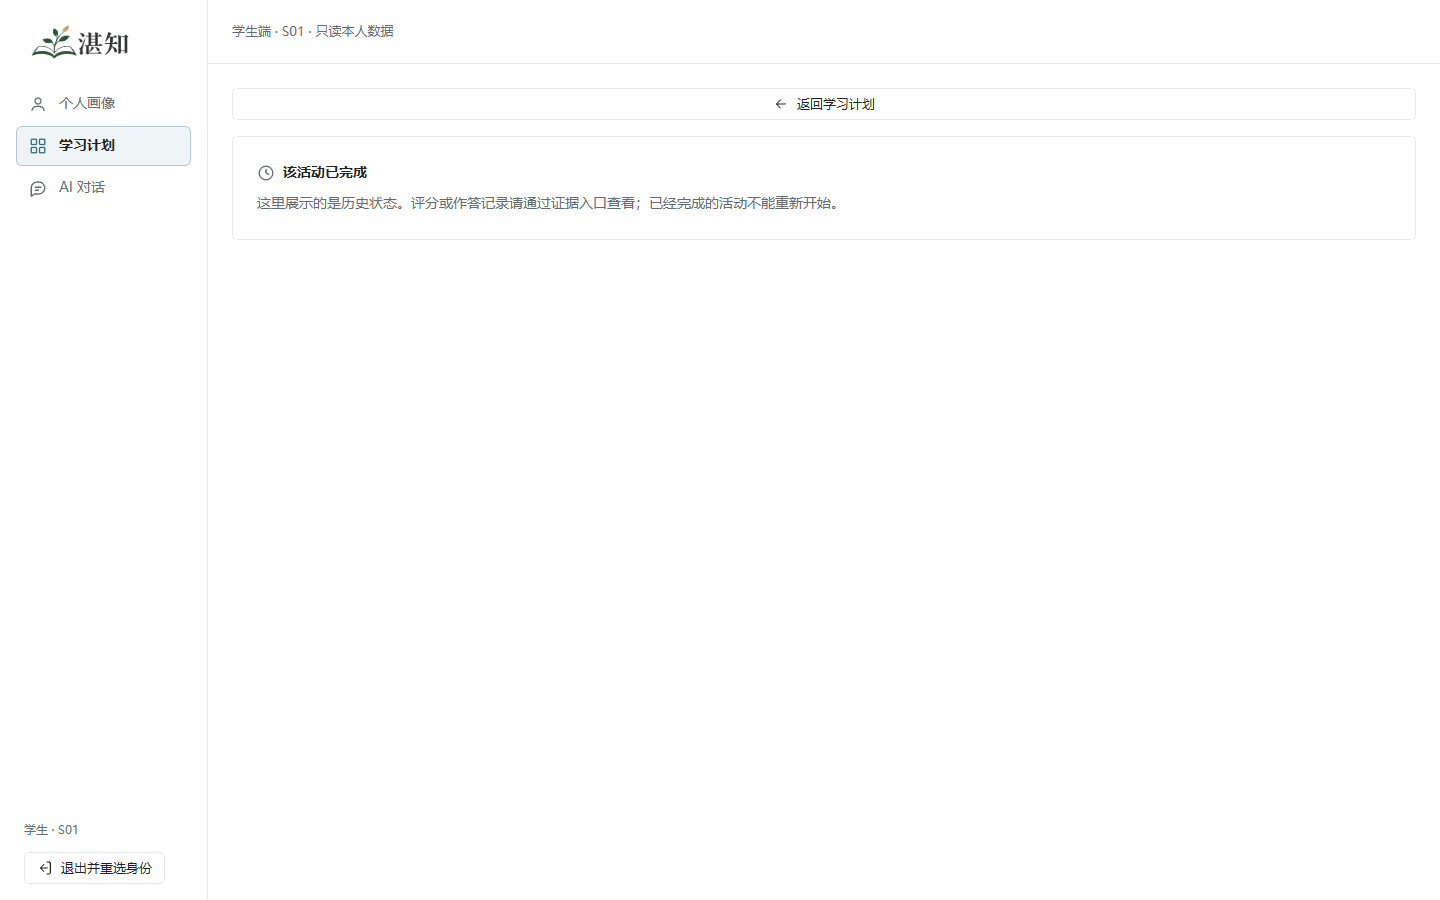 湛知
个人画像
学习计划
AI 对话
学生 · S01
退出并重选身份
学生端 · S01 · 只读本人数据
返回学习计划
该活动已完成
这里展示的是历史状态。评分或作答记录请通过证据入口查看；已经完成的活动不能重新开始。